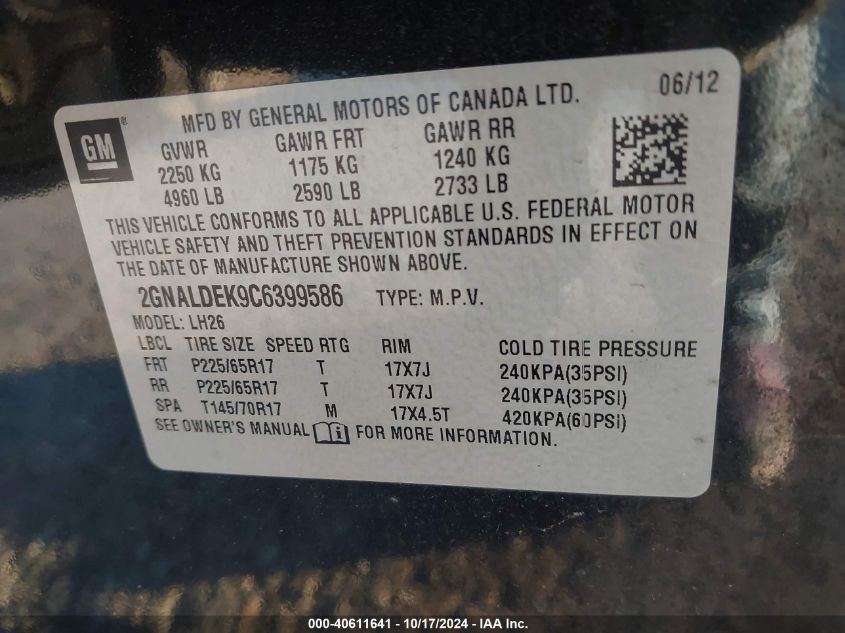 06/12
MFD BY GENERAL MOTORS OF CANADA LTD.
GM ®
GVWR GAWR FRT GAWR RR
2250 KG 1175 KG 1240 KG
4960 LB 2590 LB 2733 LB
THIS VEHICLE CONFORMS TO ALL APPLICABLE U.S. FEDERAL MOTOR
VEHICLE SAFETY AND THEFT PREVENTION STANDARDS IN EFFECT ON
THE DATE OF MANUFACTURE SHOWN ABOVE.
2GNALDEK9C6399586 TYPE: M.P.V.
MODEL: LH26
LBCL TIRE SIZE SPEED RTG RIM COLD TIRE PRESSURE
FRT P225/65R17 T 17X7J 240KPA(35PSI)
RR P225/65R17 T 17X7J 240KPA(35PSI)
SPA T145/70R17 M 17X4.5T 420KPA(60PSI)
SEE OWNER'S MANUAL i FOR MORE INFORMATION.
000-40611641 - 10/17/2024 - IAA Inc.